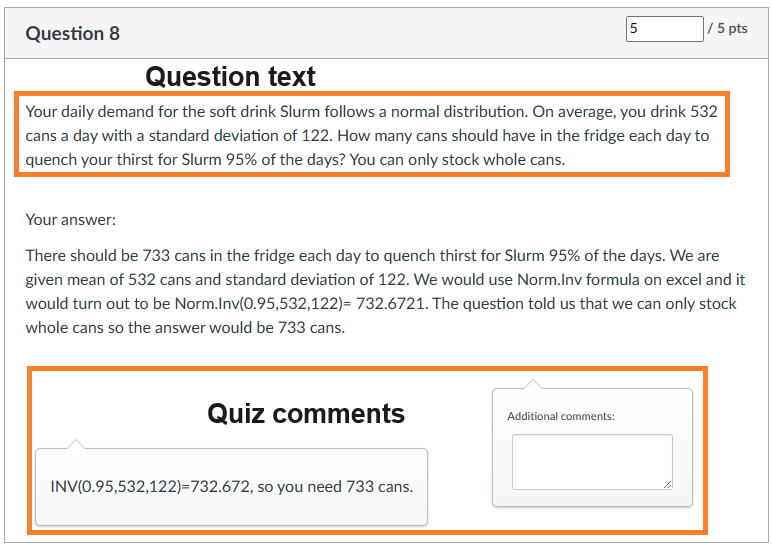 Question 8
5 / 5 pts
Question text
Your daily demand for the soft drink Slurm follows a normal distribution. On average, you drink 532
cans a day with a standard deviation of 122. How many cans should have in the fridge each day to
quench your thirst for Slurm 95% of the days? You can only stock whole cans.
Your answer:
There should be 733 cans in the fridge each day to quench thirst for Slurm 95% of the days. We are
given mean of 532 cans and standard deviation of 122. We would use Norm.Inv formula on excel and it
would turn out to be Norm.Inv(0.95,532,122)= 732.6721. The question told us that we can only stock
whole cans so the answer would be 733 cans.
Quiz comments
Additional comments:
INV(0.95,532,122)=732.672, so you need 733 cans.